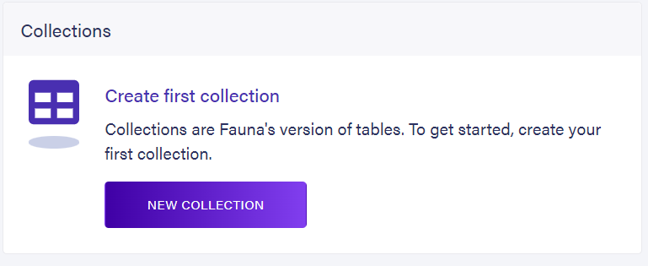 Collections
Create first collection
Collections are Fauna's version of tables. To get started, create your
first collection.
NEW COLLECTION